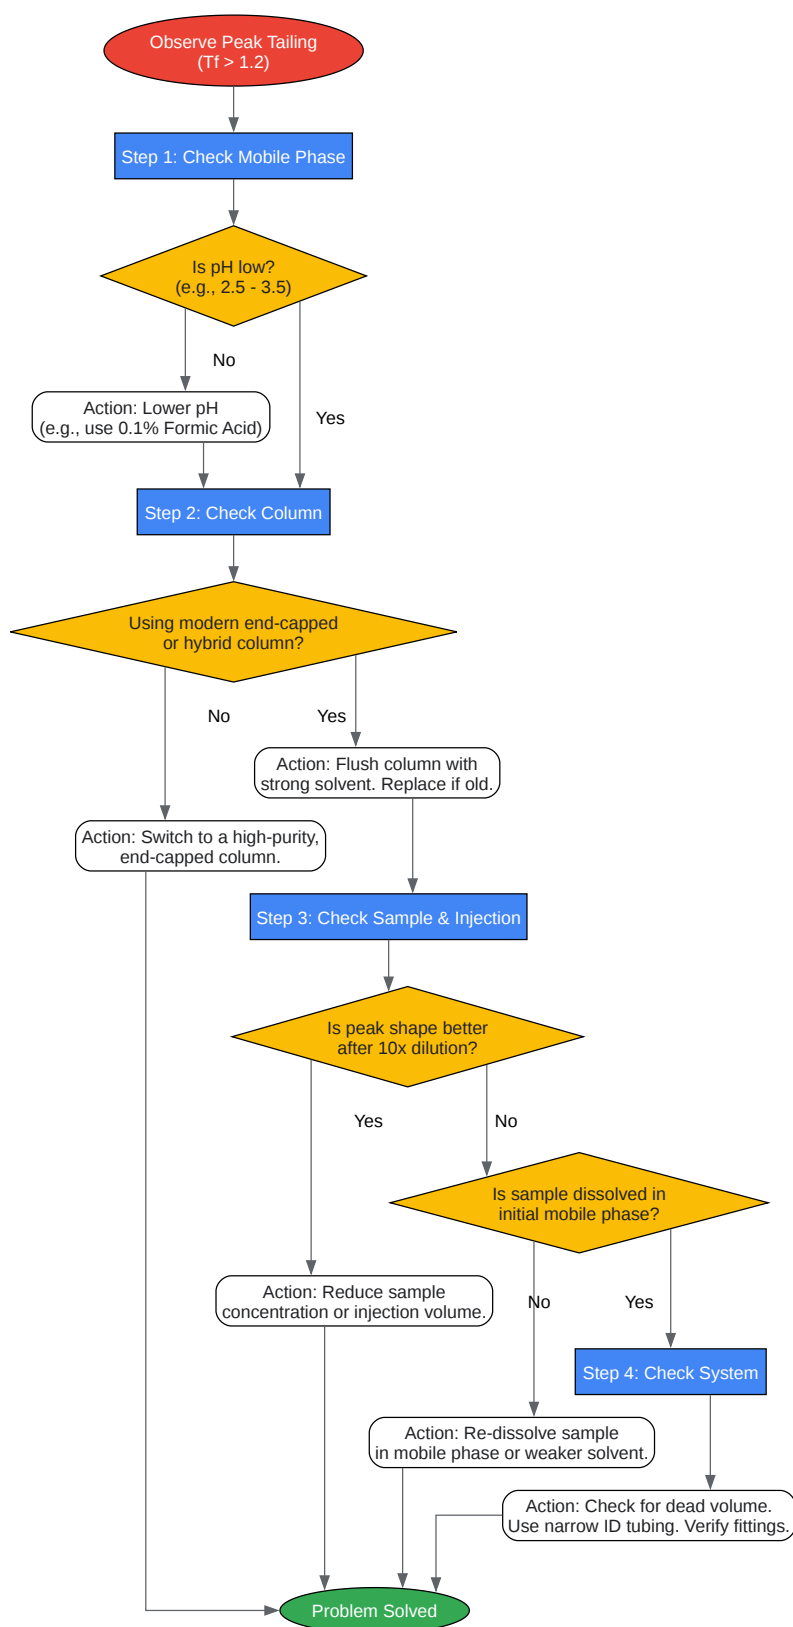 Observe Peak Tailing
(Tf > 1.2)
Step 1: Check Mobile Phase
Is pH low?
(e.g., 2.5 - 3.5)
No
Action: Lower pH
(e.g., use 0.1% Formic Acid)
Yes
Step 2: Check Column
Using modern end-capped
or hybrid column?
No
Yes
Action: Flush column with
strong solvent. Replace if old.
Action: Switch to a high-purity,
end-capped column.
Step 3: Check Sample & Injection
Is peak shape better
after 10x dilution?
Yes
No
Is sample dissolved in
initial mobile phase?
Action: Reduce sample
concentration or injection volume.
No
Yes
Step 4: Check System
Action: Re-dissolve sample
in mobile phase or weaker solvent.
Action: Check for dead volume.
Use narrow ID tubing. Verify fittings.
Problem Solved